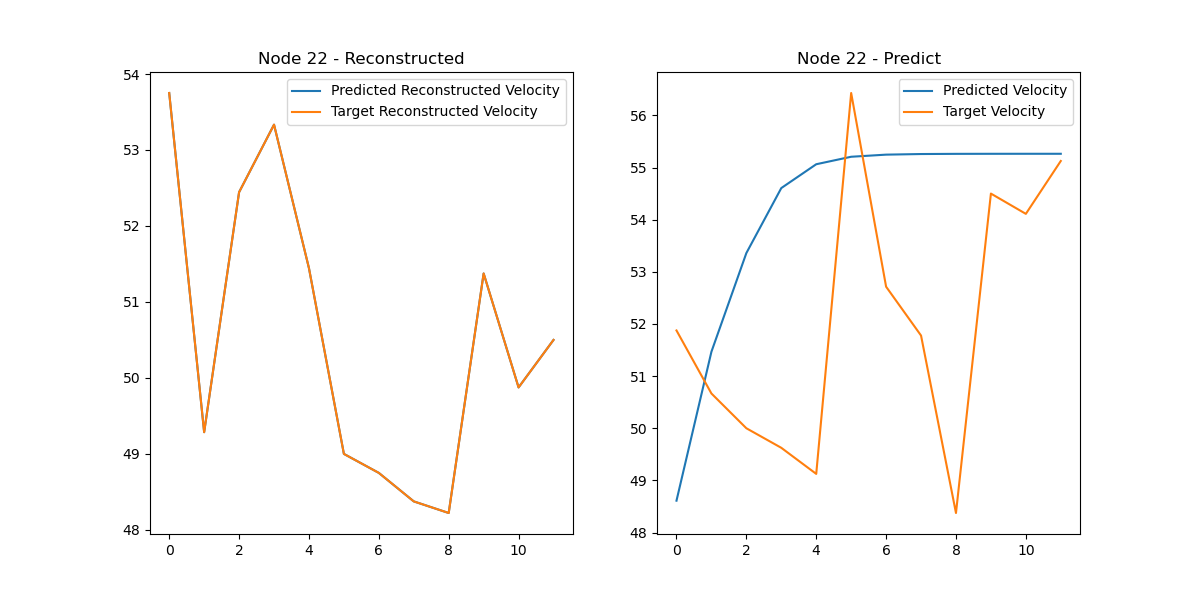 Node 22 - Reconstructed
Predicted Reconstructed Velocity
Target Reconstructed Velocity
54
53
52
51
50
49
48
0 2 4 6 8 10
Node 22 - Predict
Predicted Velocity
Target Velocity
56
55
54
53
52
51
50
49
48
0 2 4 6 8 10